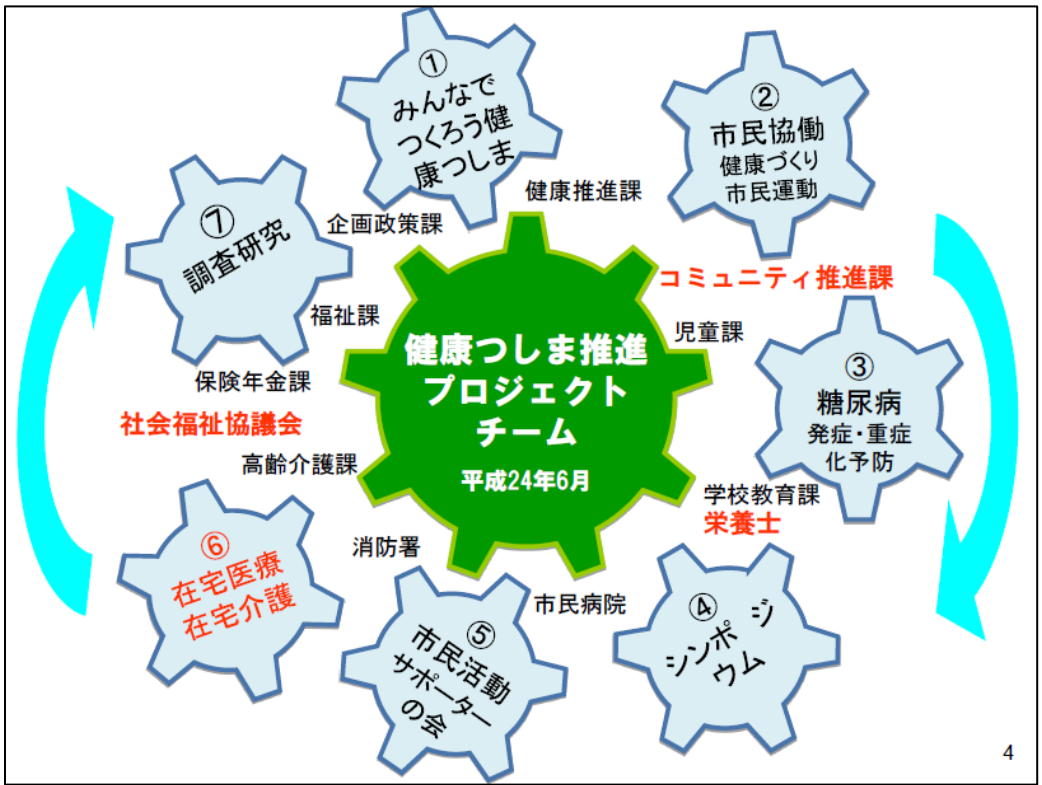 ①
みんなで
つくろう健
康つしま
②
市民協働
健康づくり
市民運動
健康推進課
企画政策課
⑦
調査研究
コミュニティ推進課
福祉課
児童課
健康つしま推進
プロジェクト
チーム
平成24年6月
③
糖尿病
発症・重症
化予防
保険年金課
社会福祉協議会
高齢介護課
学校教育課
栄養士
⑥
在宅医療
在宅介護
消防署
市民病院
④
シンポジ
ウム
⑤
市民活動
サポーター
の会
4